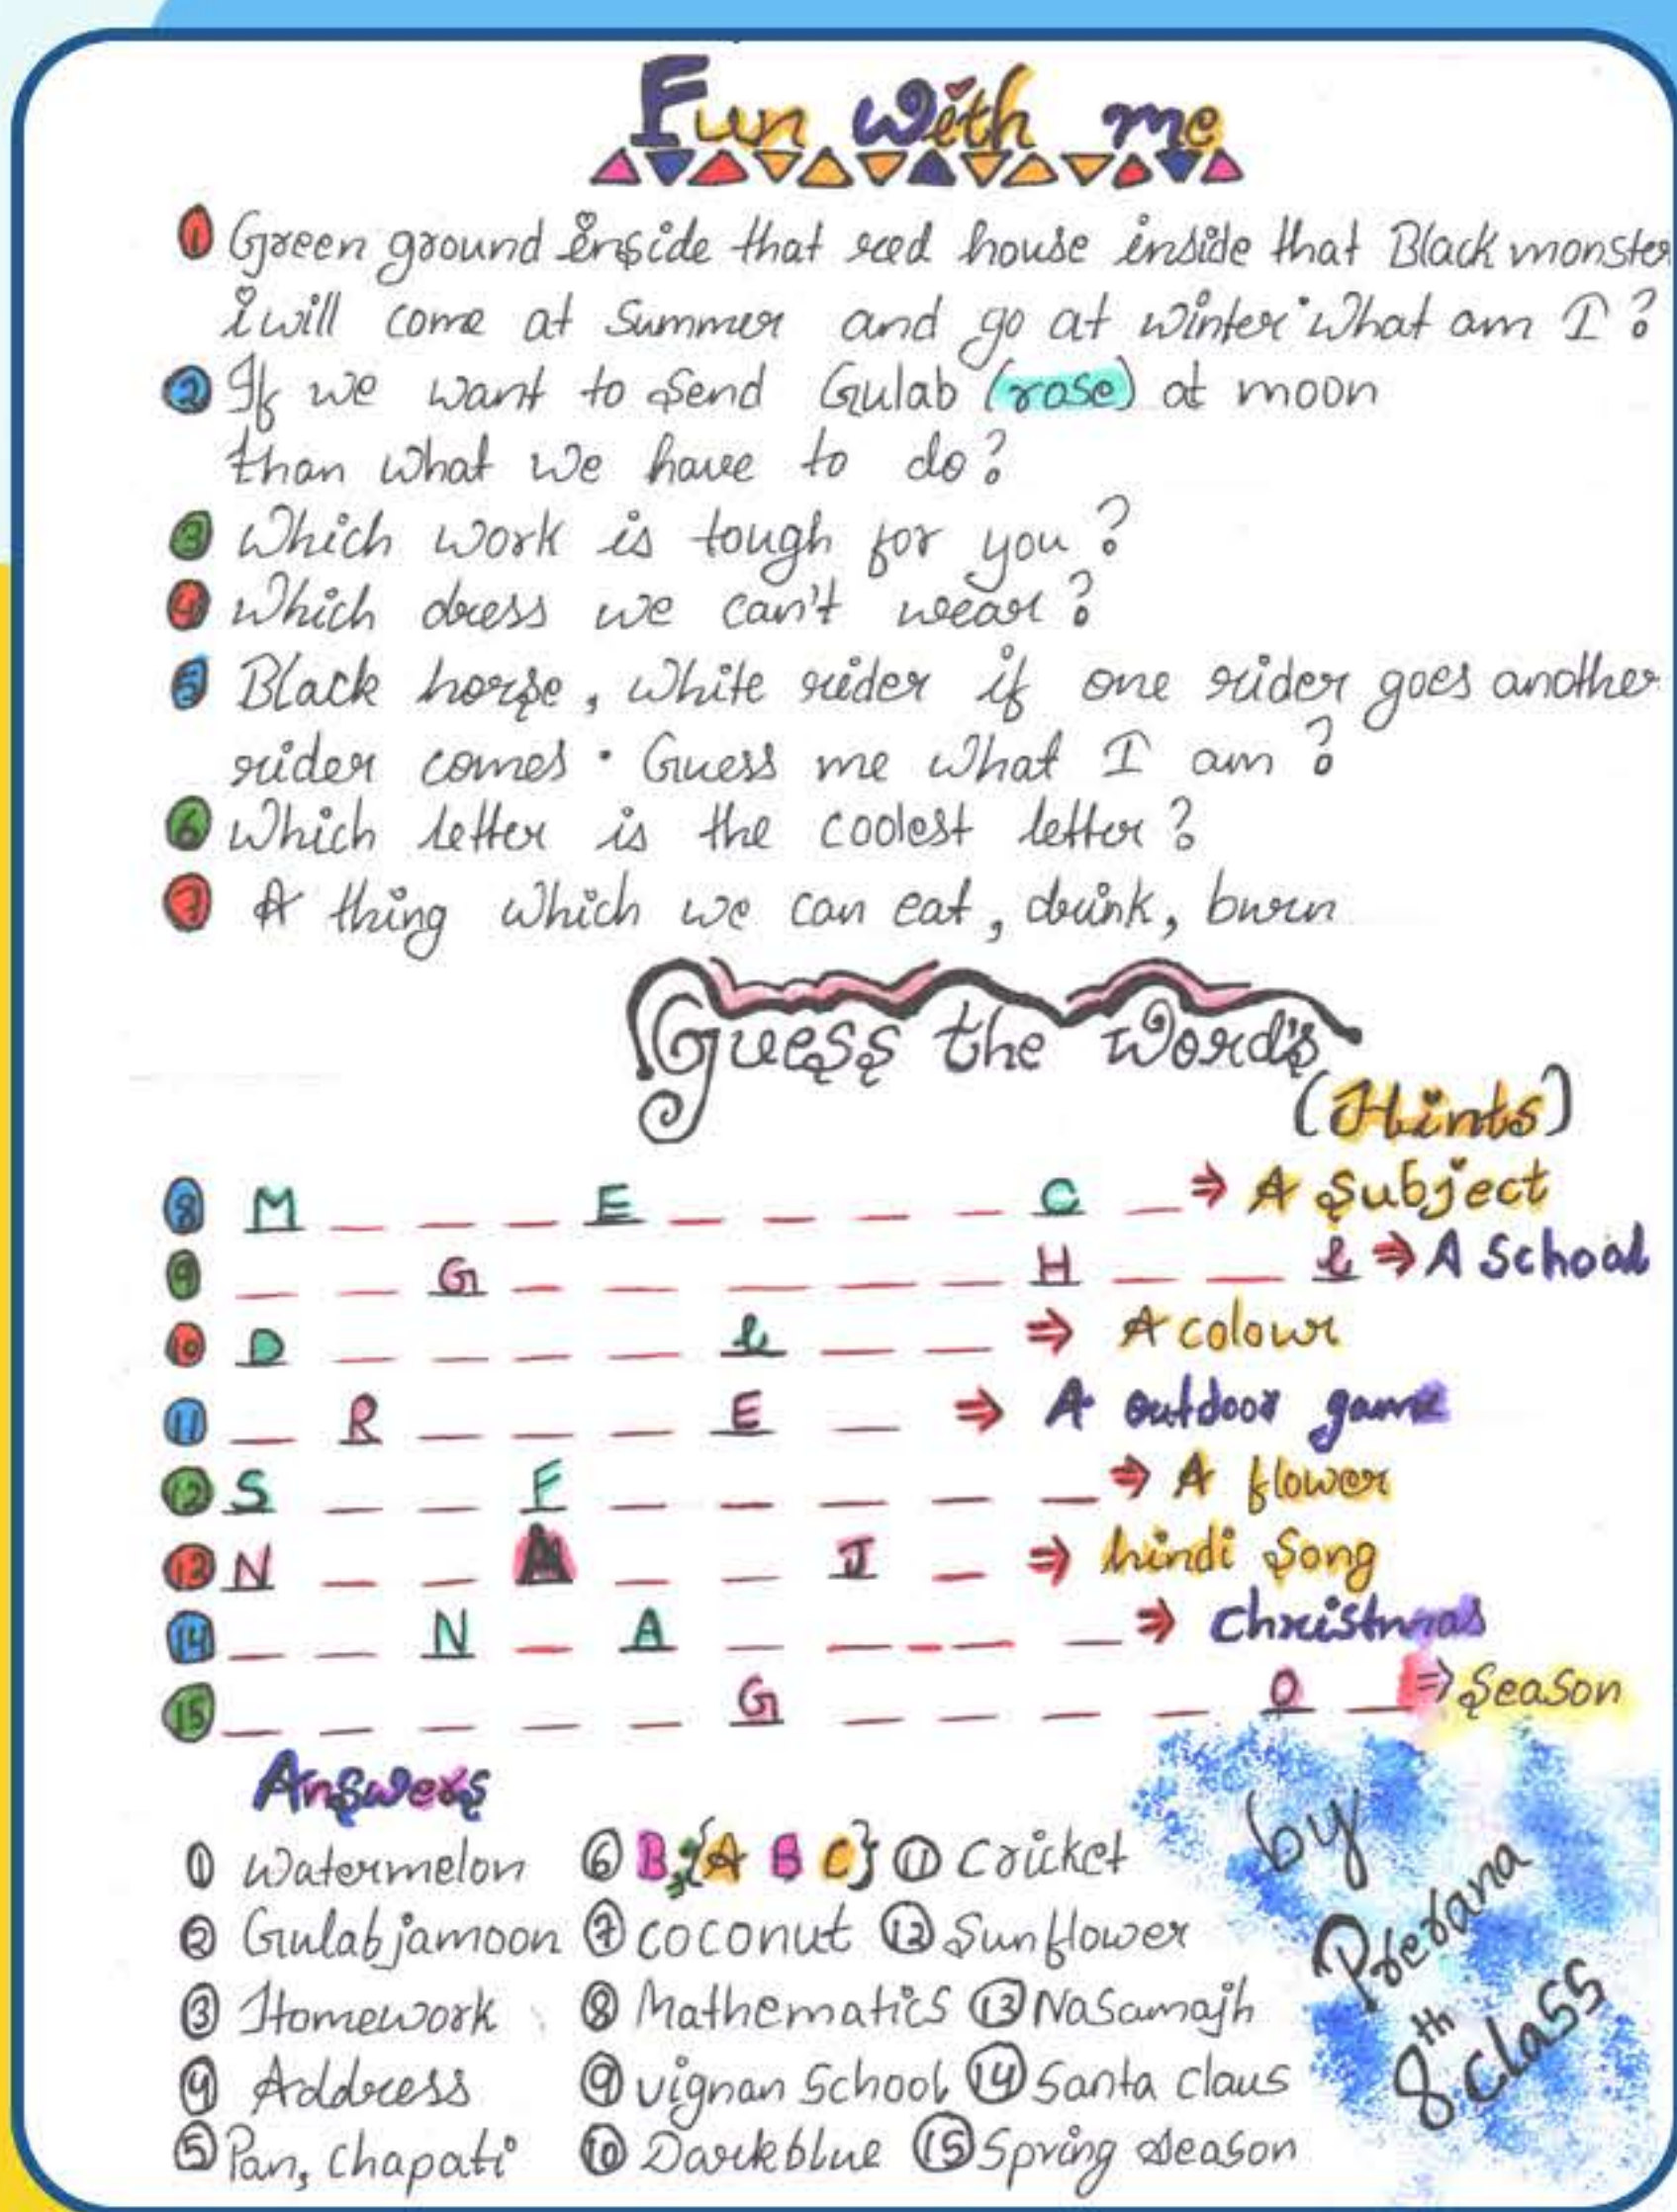 Fun with me
1 Green ground inside that red house inside that Black monster
i will come at Summer and go at winter. What am I?
2 If we want to send Gulab (rose) at moon
than what we have to do?
3 Which work is tough for you?
4 Which dress we can't wear?
5 Black horse, White rider if one rider goes another
rider comes. Guess me what I am?
6 Which letter is the coolest letter?
7 A thing which we can eat, drink, burn
Guess the Word's
(Hints)
8 M _ _ _ E _ _ _ _ C _ ⇒ A Subject
9 _ _ G _ _ _ _ _ H _ _ l ⇒ A School
10 D _ _ _ _ l _ _ ⇒ A colour
11 _ R _ _ _ E _ ⇒ A outdoor game
12 S _ _ F _ _ _ _ _ ⇒ A flower
13 N _ _ A _ _ J _ ⇒ hindi Song
14 _ _ N _ A _ _ _ _ _ ⇒ Christmas
15 _ _ _ _ _ G _ _ _ _ O _ ⇒ Season
Answers
1 Watermelon 6 B, {A B C} 11 Cricket
2 Gulabjamoon 7 coconut 12 Sunflower
3 Homework 8 Mathematics 13 NaSamajh
4 Address 9 vignan School 14 Santa claus
5 Pan, Chapati 10 Darkblue 15 Spring season
by
Prerana
8th class